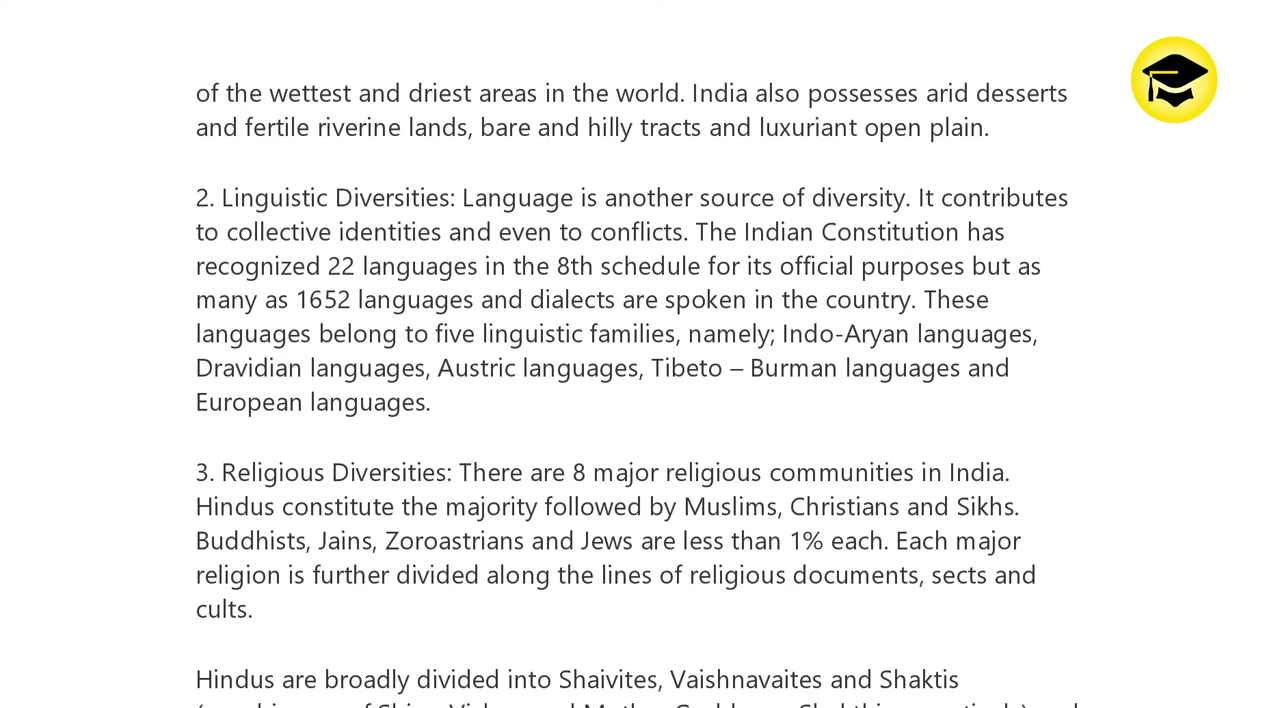 of the wettest and driest areas in the world. India also possesses arid desserts
and fertile riverine lands, bare and hilly tracts and luxuriant open plain.
2. Linguistic Diversities: Language is another source of diversity. It contributes
to collective identities and even to conflicts. The Indian Constitution has
recognized 22 languages in the 8th schedule for its official purposes but as
many as 1652 languages and dialects are spoken in the country. These
languages belong to five linguistic families, namely; Indo-Aryan languages,
Dravidian languages, Austric languages, Tibeto – Burman languages and
European languages.
3. Religious Diversities: There are 8 major religious communities in India.
Hindus constitute the majority followed by Muslims, Christians and Sikhs.
Buddhists, Jains, Zoroastrians and Jews are less than 1% each. Each major
religion is further divided along the lines of religious documents, sects and
cults.
Hindus are broadly divided into Shaivites, Vaishnavaites and Shaktis